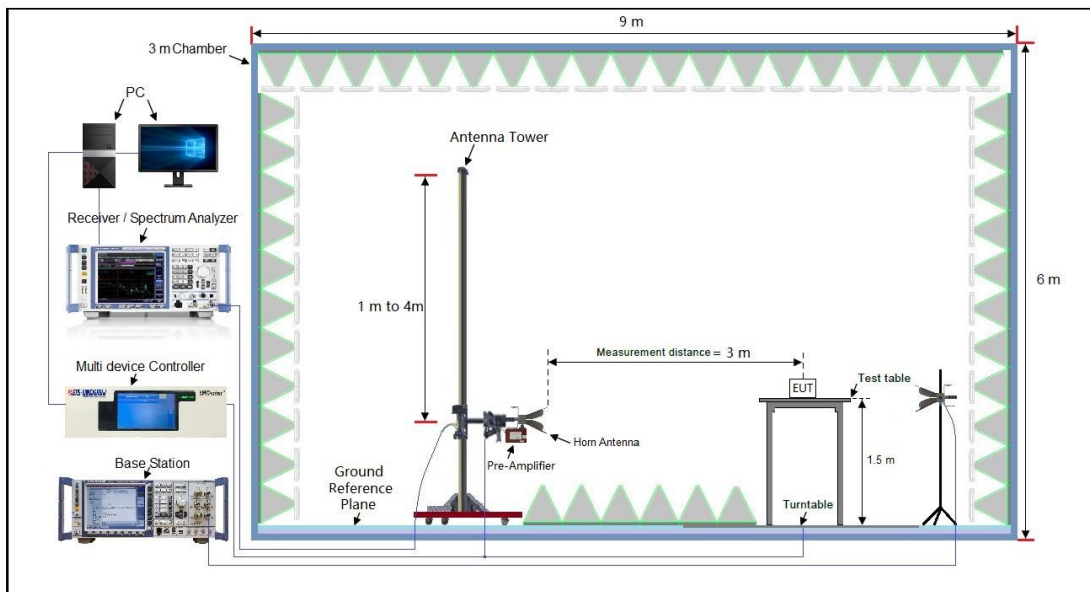 9 m
3 m Chamber
PC
Antenna Tower
Receiver / Spectrum Analyzer
1 m to 4m
6 m
Measurement distance = 3 m
Multi device Controller
EUT
Test table
Horn Antenna
1.5 m
Pre-Amplifier
Base Station
Ground
Reference
Plane
Turntable